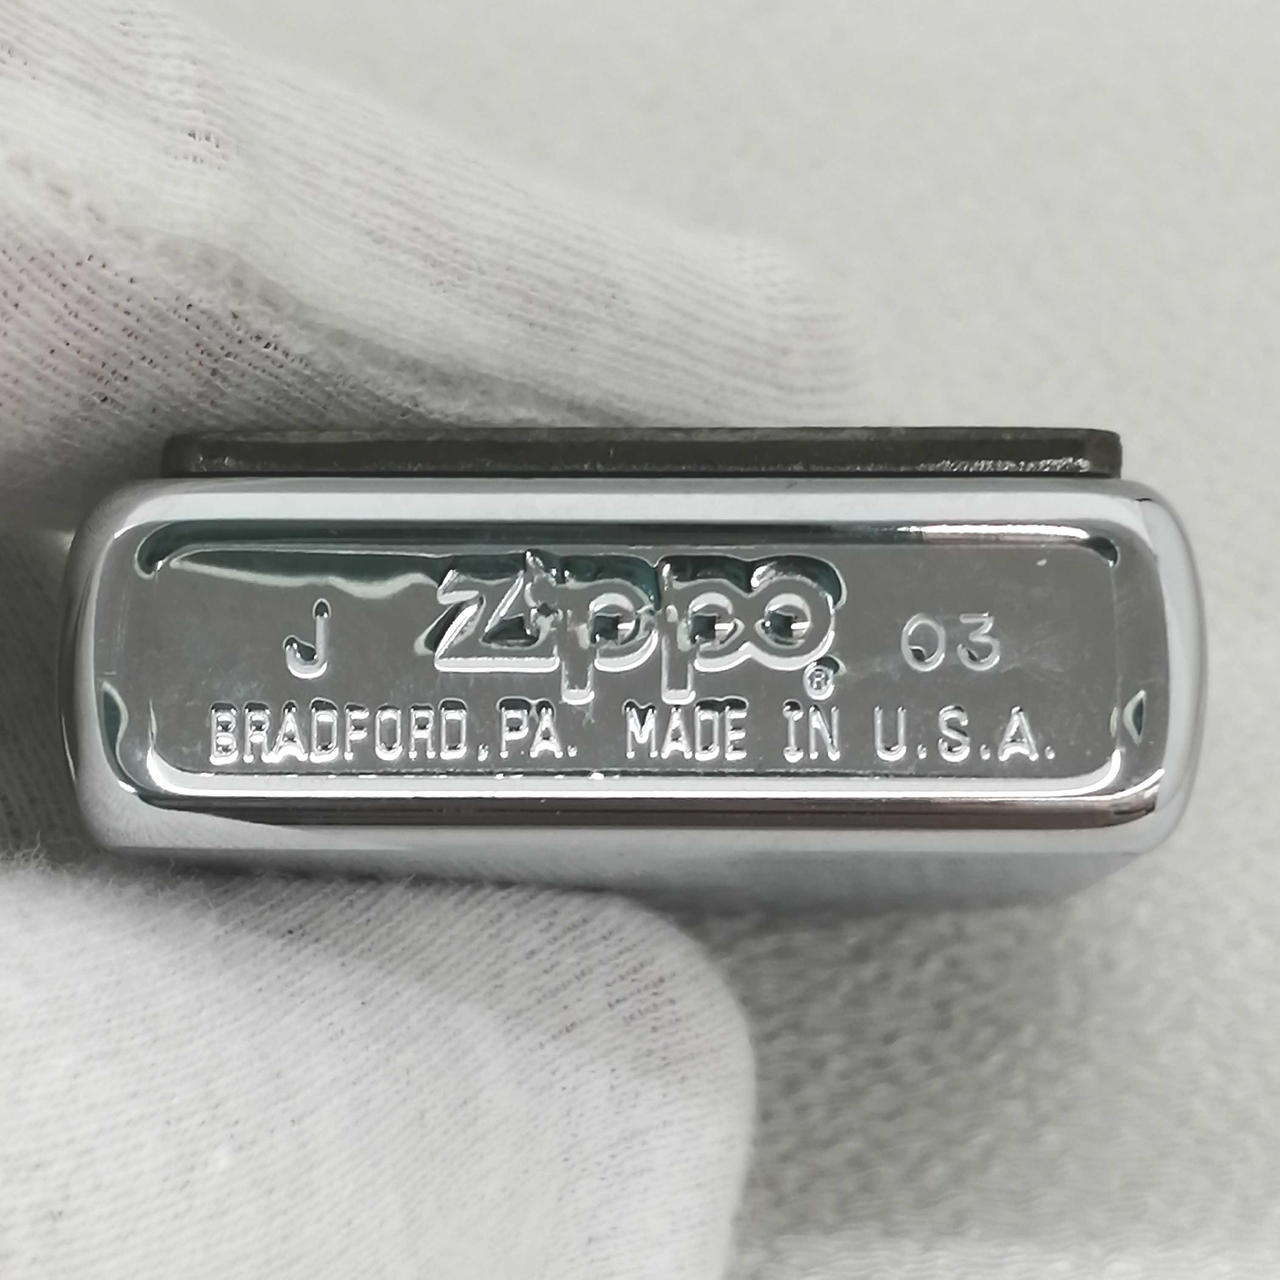 J Zippo® 03
BRADFORD, PA. MADE IN U.S.A.